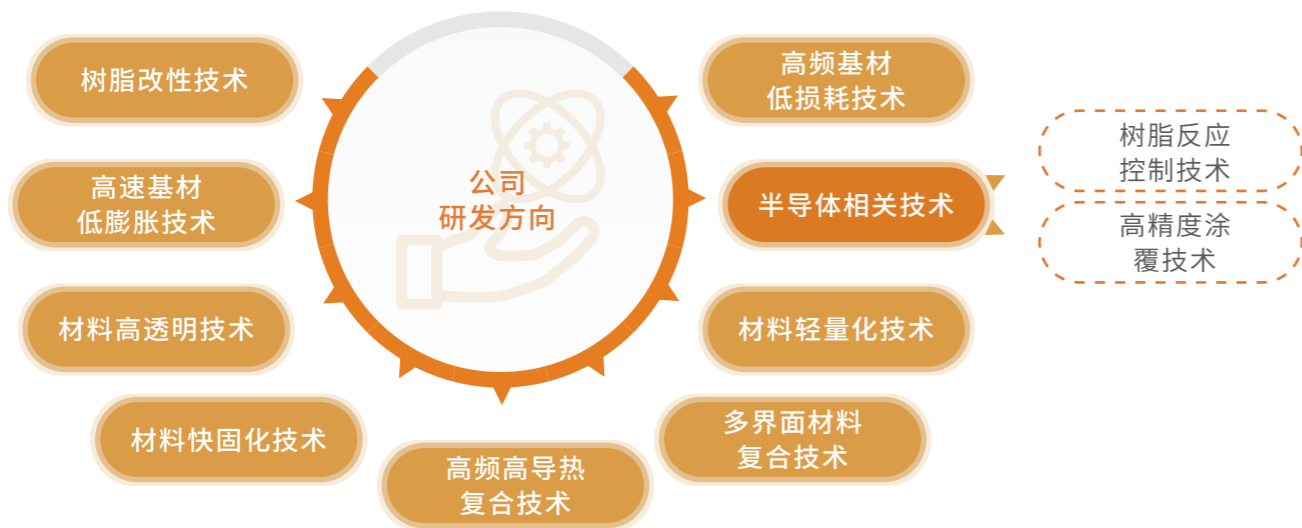 树脂改性技术
高速基材
低膨胀技术
材料高透明技术
材料快固化技术
高频高导热
复合技术
公司
研发方向
高频基材
低损耗技术
半导体相关技术
材料轻量化技术
多界面材料
复合技术
树脂反应
控制技术
高精度涂
覆技术